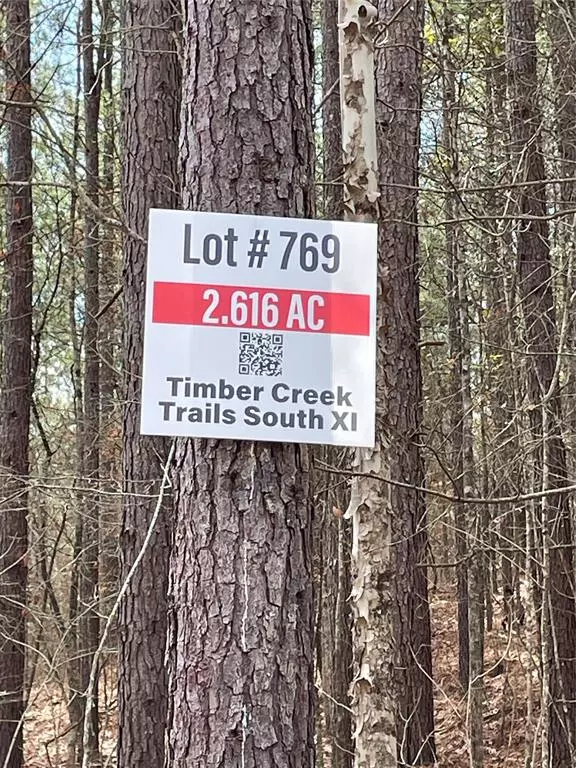 Lot # 769
2.616 AC
Timber Creek
Trails South XI